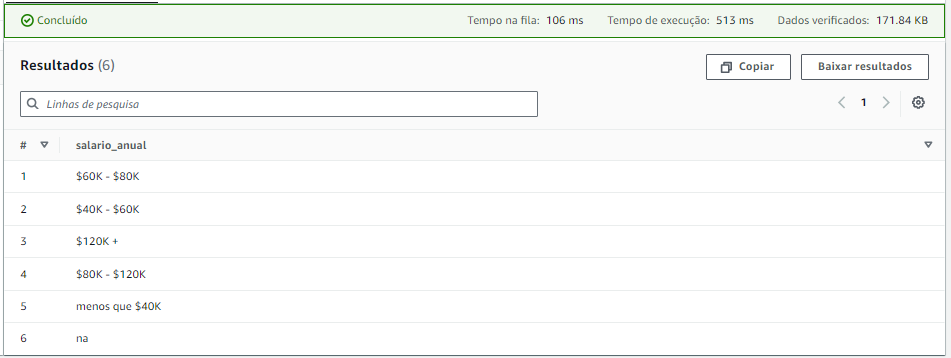 Concluído Tempo na fila: 106 ms Tempo de execução: 513 ms Dados verificados: 171.84 KB
Resultados (6) Copiar Baixar resultados
Linhas de pesquisa 1
# salario_anual
1 $60K - $80K
2 $40K - $60K
3 $120K +
4 $80K - $120K
5 menos que $40K
6 na